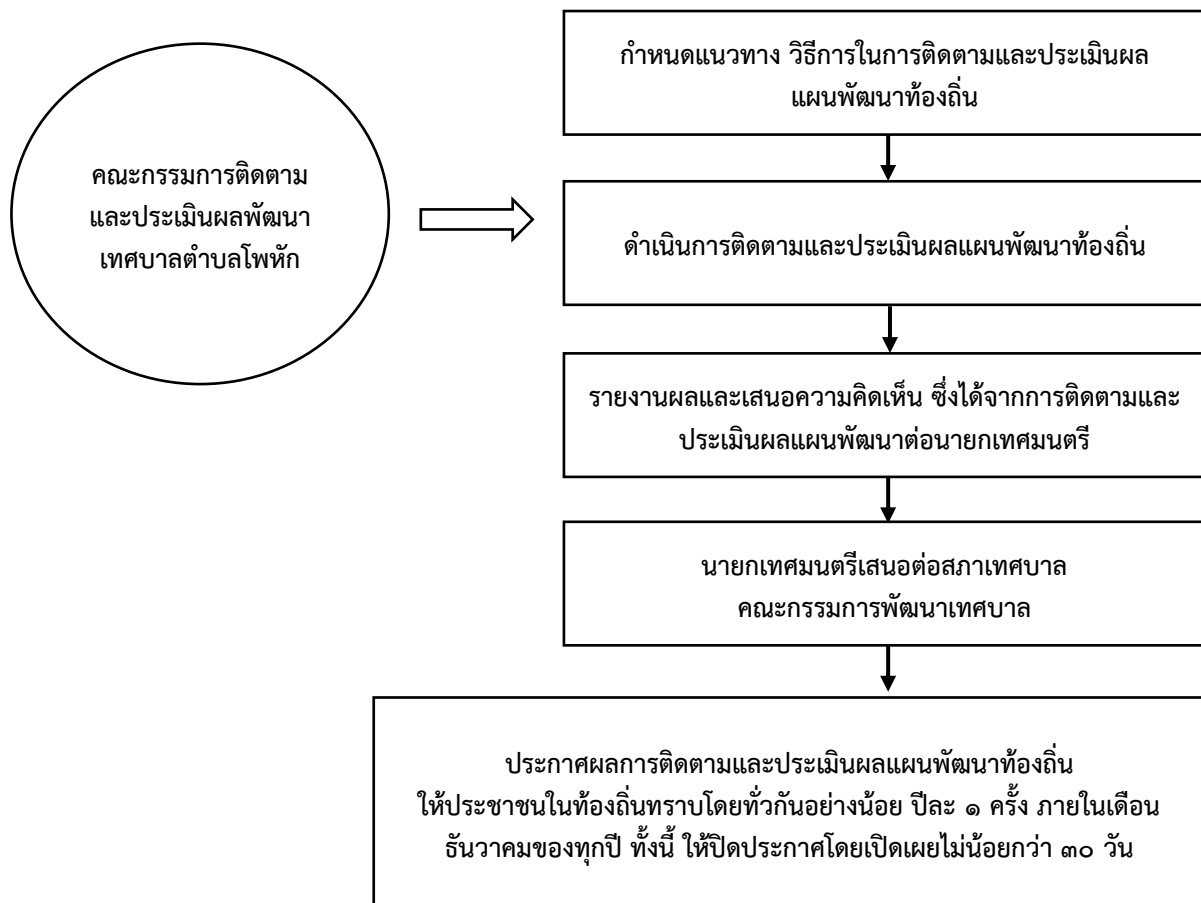 คณะกรรมการติดตาม
และประเมินผลพัฒนา
เทศบาลตำบลโพหัก
กำหนดแนวทาง วิธีการในการติดตามและประเมินผล
แผนพัฒนาท้องถิ่น
ดำเนินการติดตามและประเมินผลแผนพัฒนาท้องถิ่น
รายงานผลและเสนอความคิดเห็น ซึ่งได้จากการติดตามและ
ประเมินผลแผนพัฒนาต่อนายกเทศมนตรี
นายกเทศมนตรีเสนอต่อสภาเทศบาล
คณะกรรมการพัฒนาเทศบาล
ประกาศผลการติดตามและประเมินผลแผนพัฒนาท้องถิ่น
ให้ประชาชนในท้องถิ่นทราบโดยทั่วกันอย่างน้อย ปีละ ๑ ครั้ง ภายในเดือน
ธันวาคมของทุกปี ทั้งนี้ ให้ปิดประกาศโดยเปิดเผยไม่น้อยกว่า ๓๐ วัน